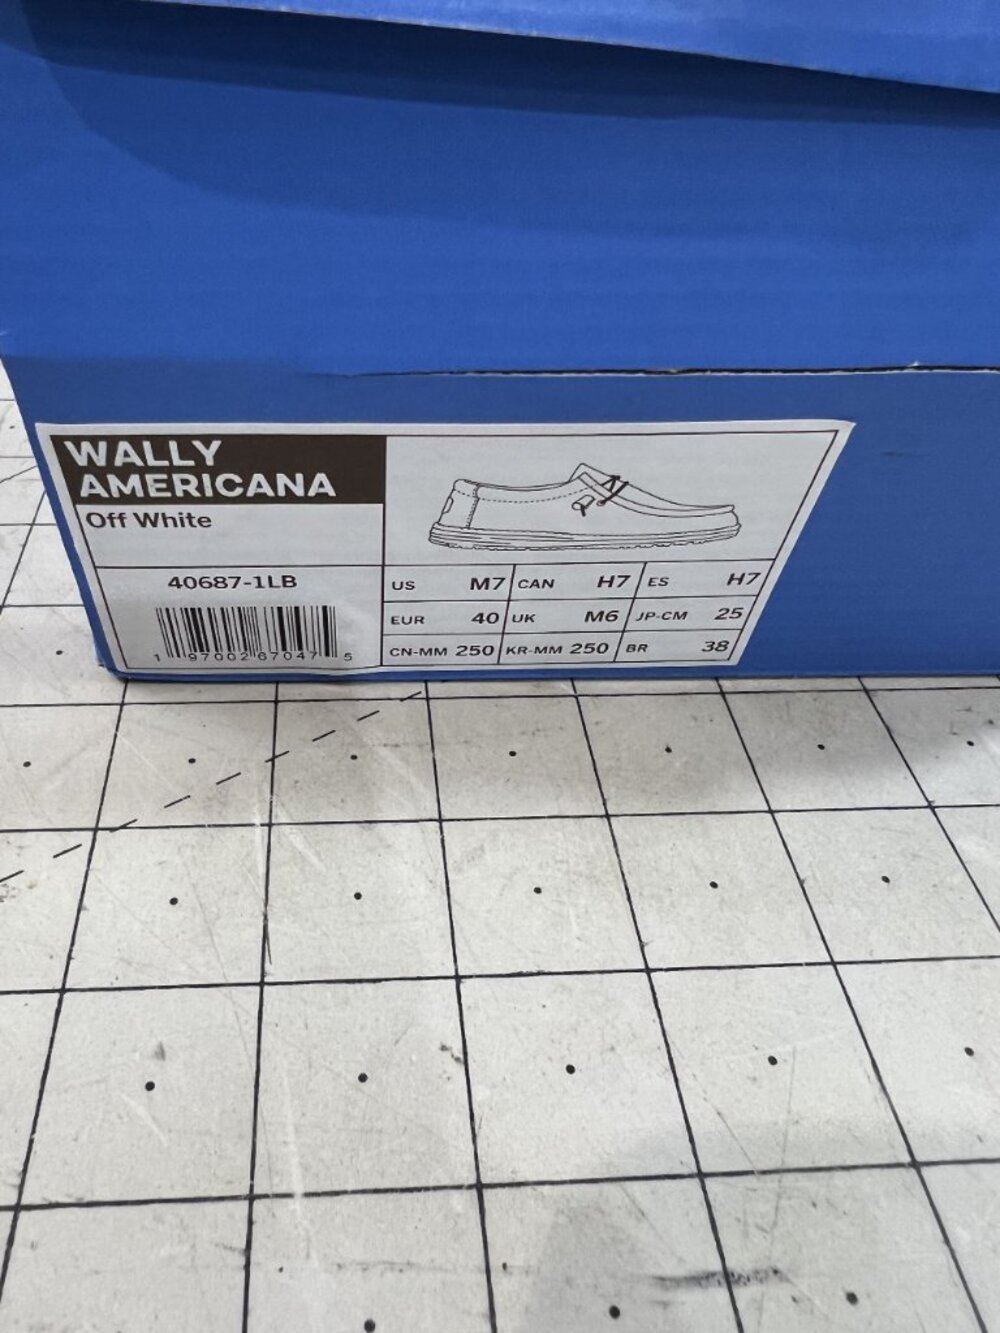 WALLY
AMERICANA
Off White
40687-1LB
1 97002 67047 5
US M7 CAN H7 ES H7
EUR 40 UK M6 JP-CM 25
CN-MM 250 KR-MM 250 BR 38